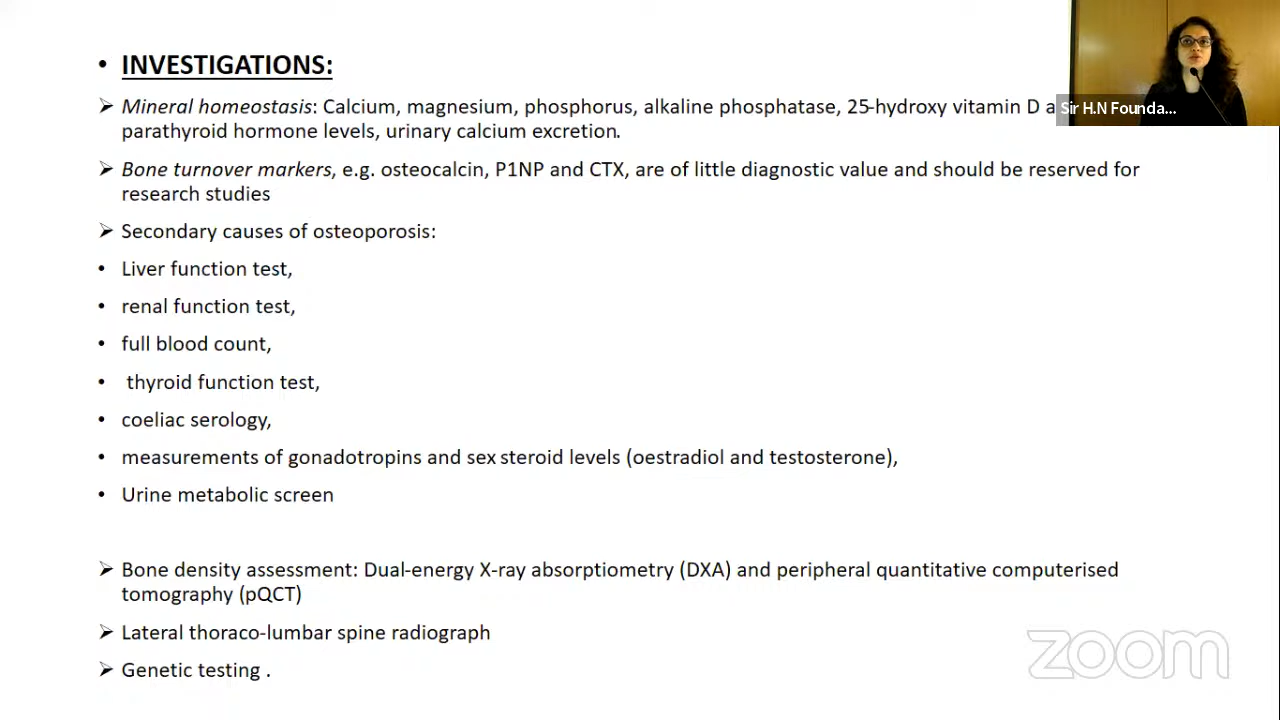 • INVESTIGATIONS:
➢ Mineral homeostasis: Calcium, magnesium, phosphorus, alkaline phosphatase, 25-hydroxy vitamin D a
parathyroid hormone levels, urinary calcium excretion.
➢ Bone turnover markers, e.g. osteocalcin, P1NP and CTX, are of little diagnostic value and should be reserved for
research studies
➢ Secondary causes of osteoporosis:
• Liver function test,
• renal function test,
• full blood count,
• thyroid function test,
• coeliac serology,
• measurements of gonadotropins and sex steroid levels (oestradiol and testosterone),
• Urine metabolic screen
➢ Bone density assessment: Dual-energy X-ray absorptiometry (DXA) and peripheral quantitative computerised
tomography (pQCT)
➢ Lateral thoraco-lumbar spine radiograph
➢ Genetic testing .
Sir H.N Founda...
zoom